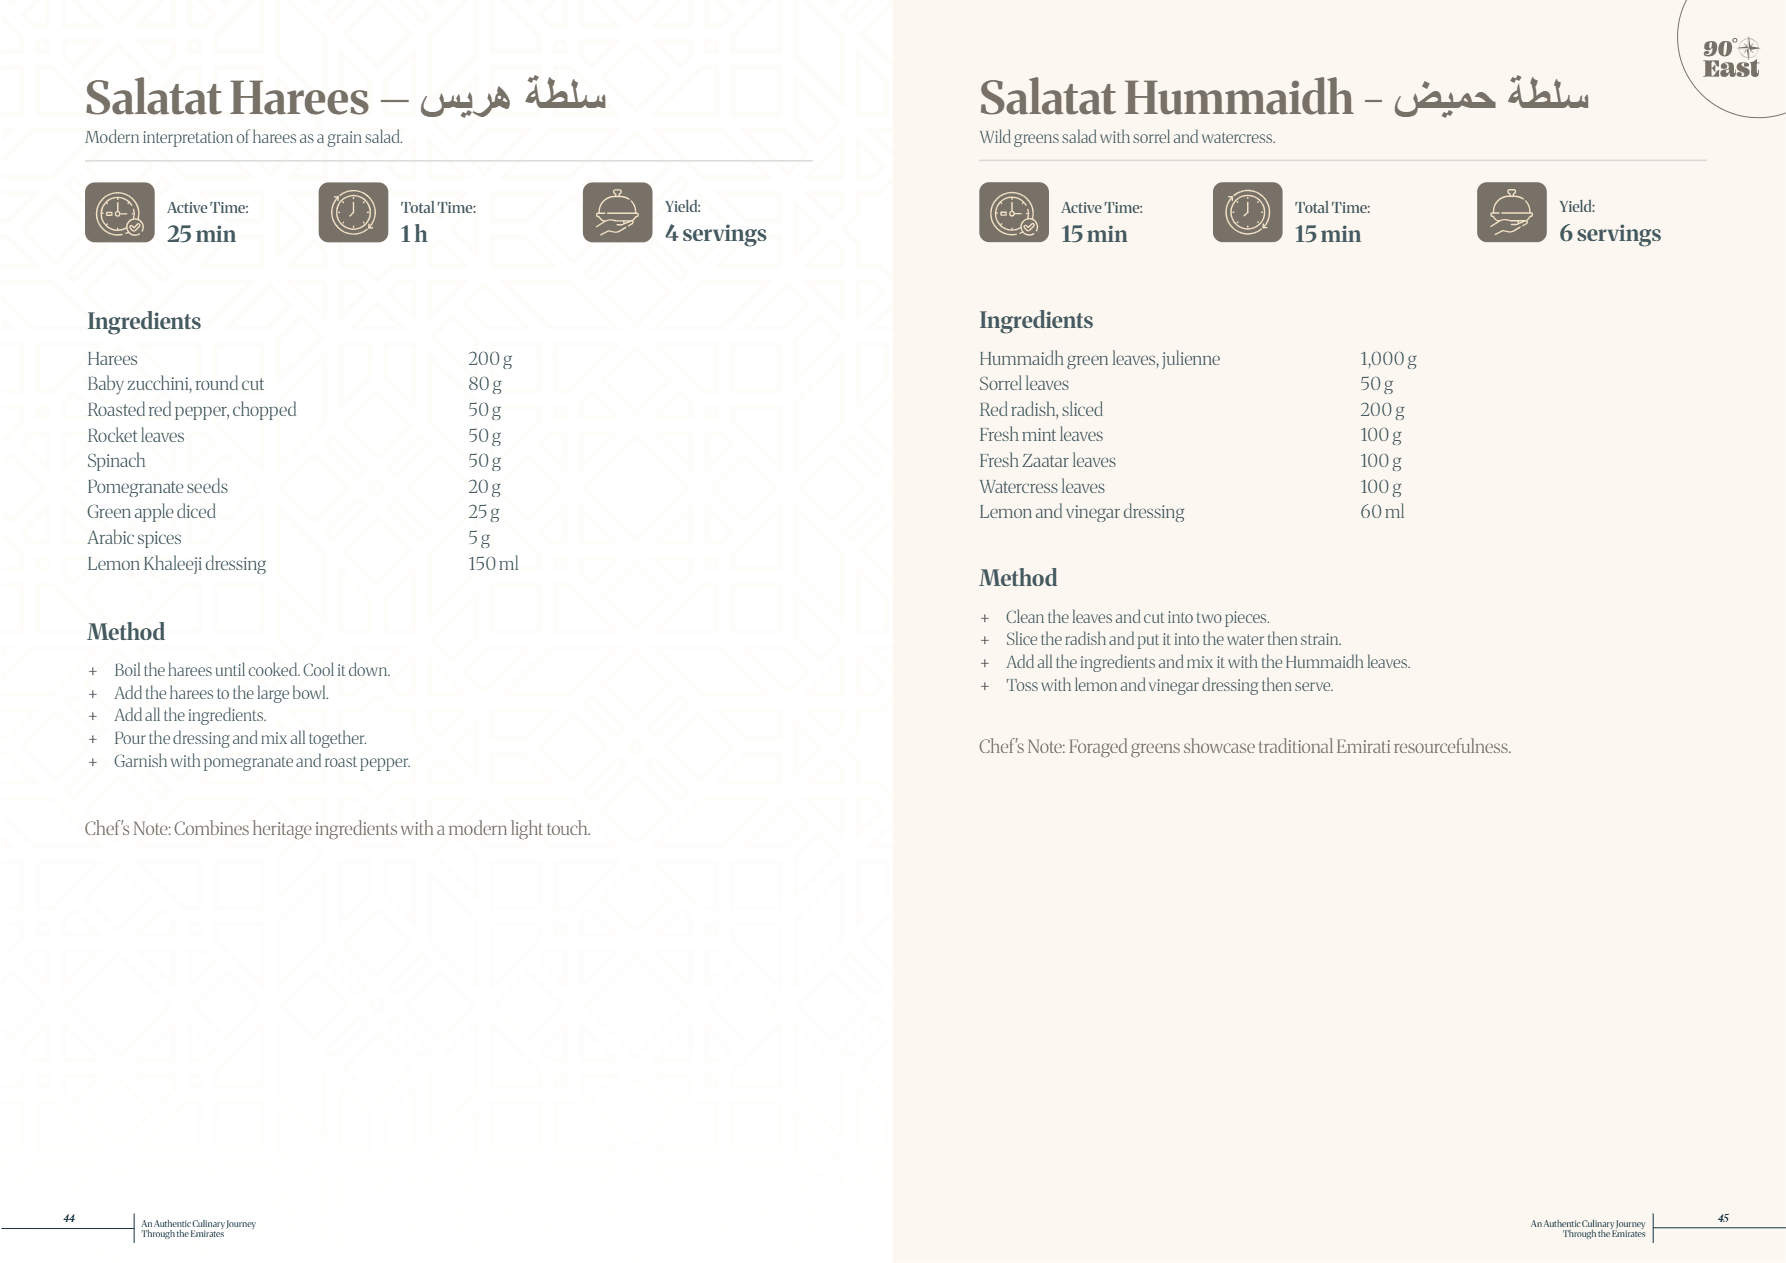 Salatat Harees – سلطة هريس
Modern interpretation of harees as a grain salad.
Active Time:
25 min
Total Time:
1 h
Yield:
4 servings
Ingredients
Harees 200 g
Baby zucchini, round cut 80 g
Roasted red pepper, chopped 50 g
Rocket leaves 50 g
Spinach 50 g
Pomegranate seeds 20 g
Green apple diced 25 g
Arabic spices 5 g
Lemon Khaleeji dressing 150 ml
Method
+ Boil the harees until cooked. Cool it down.
+ Add the harees to the large bowl.
+ Add all the ingredients.
+ Pour the dressing and mix all together.
+ Garnish with pomegranate and roast pepper.
Chef's Note: Combines heritage ingredients with a modern light touch.
44
An Authentic Culinary Journey
Through the Emirates
90° East
Salatat Hummaidh – سلطة حميض
Wild greens salad with sorrel and watercress.
Active Time:
15 min
Total Time:
15 min
Yield:
6 servings
Ingredients
Hummaidh green leaves, julienne 1,000 g
Sorrel leaves 50 g
Red radish, sliced 200 g
Fresh mint leaves 100 g
Fresh Zaatar leaves 100 g
Watercress leaves 100 g
Lemon and vinegar dressing 60 ml
Method
+ Clean the leaves and cut into two pieces.
+ Slice the radish and put it into the water then strain.
+ Add all the ingredients and mix it with the Hummaidh leaves.
+ Toss with lemon and vinegar dressing then serve.
Chef's Note: Foraged greens showcase traditional Emirati resourcefulness.
An Authentic Culinary Journey
Through the Emirates
45